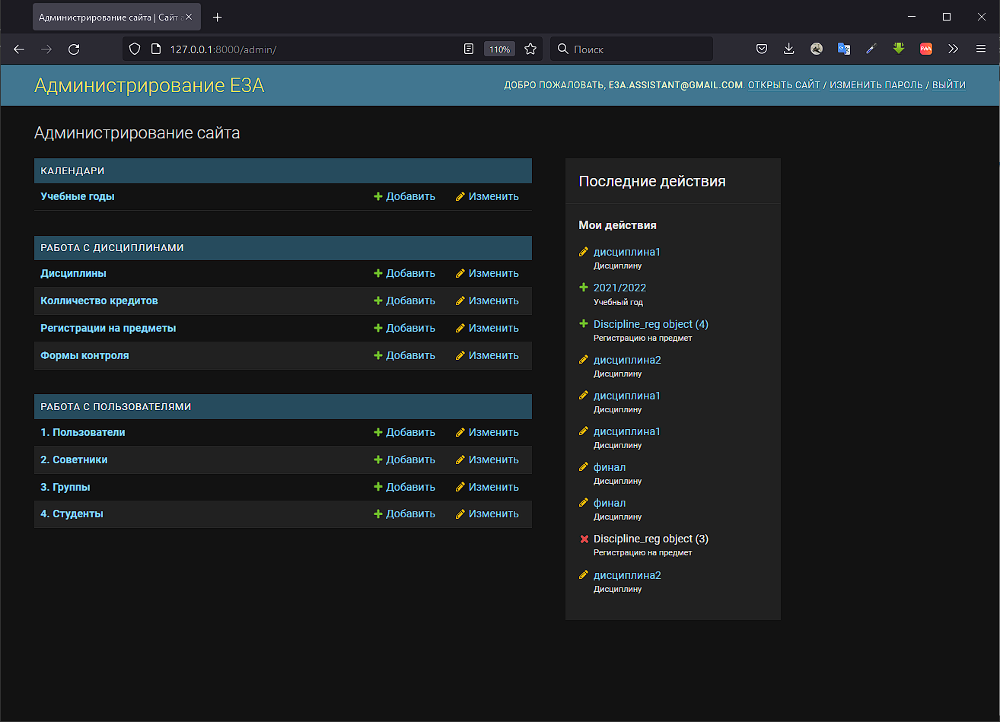 Администрирование сайта | Сайт а
127.0.0.1:8000/admin/
110%
Поиск
Администрирование ЕЗА
ДОБРО ПОЖАЛОВАТЬ, E3A.ASSISTANT@GMAIL.COM. ОТКРЫТЬ САЙТ / ИЗМЕНИТЬ ПАРОЛЬ / ВЫЙТИ
Администрирование сайта
КАЛЕНДАРИ
Учебные годы Добавить Изменить
РАБОТА С ДИСЦИПЛИНАМИ
Дисциплины Добавить Изменить
Колличество кредитов Добавить Изменить
Регистрации на предметы Добавить Изменить
Формы контроля Добавить Изменить
РАБОТА С ПОЛЬЗОВАТЕЛЯМИ
1. Пользователи Добавить Изменить
2. Советники Добавить Изменить
3. Группы Добавить Изменить
4. Студенты Добавить Изменить
Последние действия
Мои действия
дисциплина1
Дисциплину
2021/2022
Учебный год
Discipline_reg object (4)
Регистрацию на предмет
дисциплина2
Дисциплину
дисциплина1
Дисциплину
дисциплина1
Дисциплину
финал
Дисциплину
финал
Дисциплину
Discipline_reg object (3)
Регистрацию на предмет
дисциплина2
Дисциплину